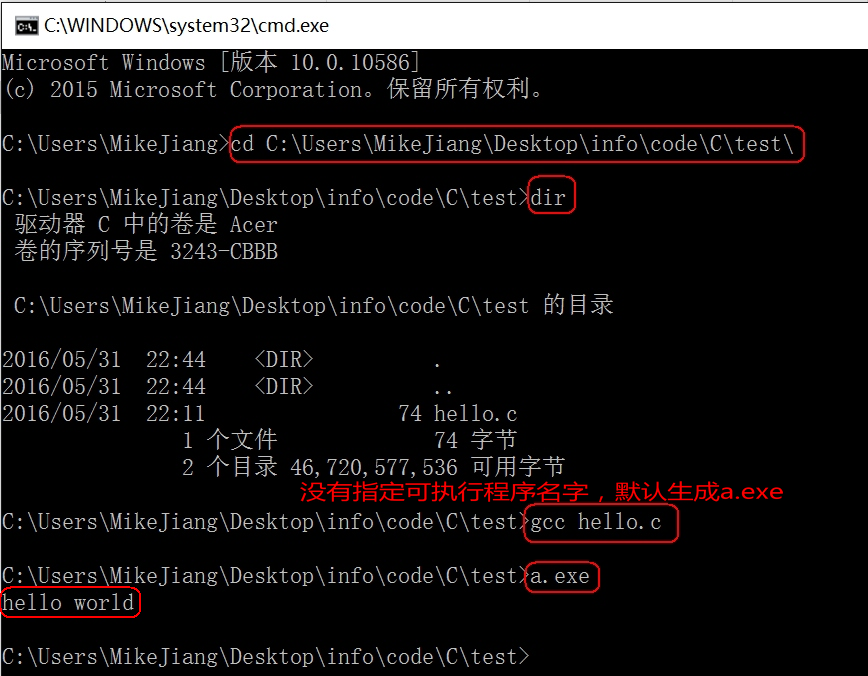 C:\WINDOWS\system32\cmd.exe
Microsoft Windows [版本 10.0.10586]
(c) 2015 Microsoft Corporation。保留所有权利。
C:\Users\MikeJiang>cd C:\Users\MikeJiang\Desktop\info\code\C\test\
C:\Users\MikeJiang\Desktop\info\code\C\test>dir
驱动器 C 中的卷是 Acer
卷的序列号是 3243-CBBB
C:\Users\MikeJiang\Desktop\info\code\C\test 的目录
2016/05/31  22:44    <DIR>          .
2016/05/31  22:44    <DIR>          ..
2016/05/31  22:11                74 hello.c
1 个文件             74 字节
2 个目录 46,720,577,536 可用字节
没有指定可执行程序名字，默认生成a.exe
C:\Users\MikeJiang\Desktop\info\code\C\test>gcc hello.c
C:\Users\MikeJiang\Desktop\info\code\C\test>a.exe
hello world
C:\Users\MikeJiang\Desktop\info\code\C\test>